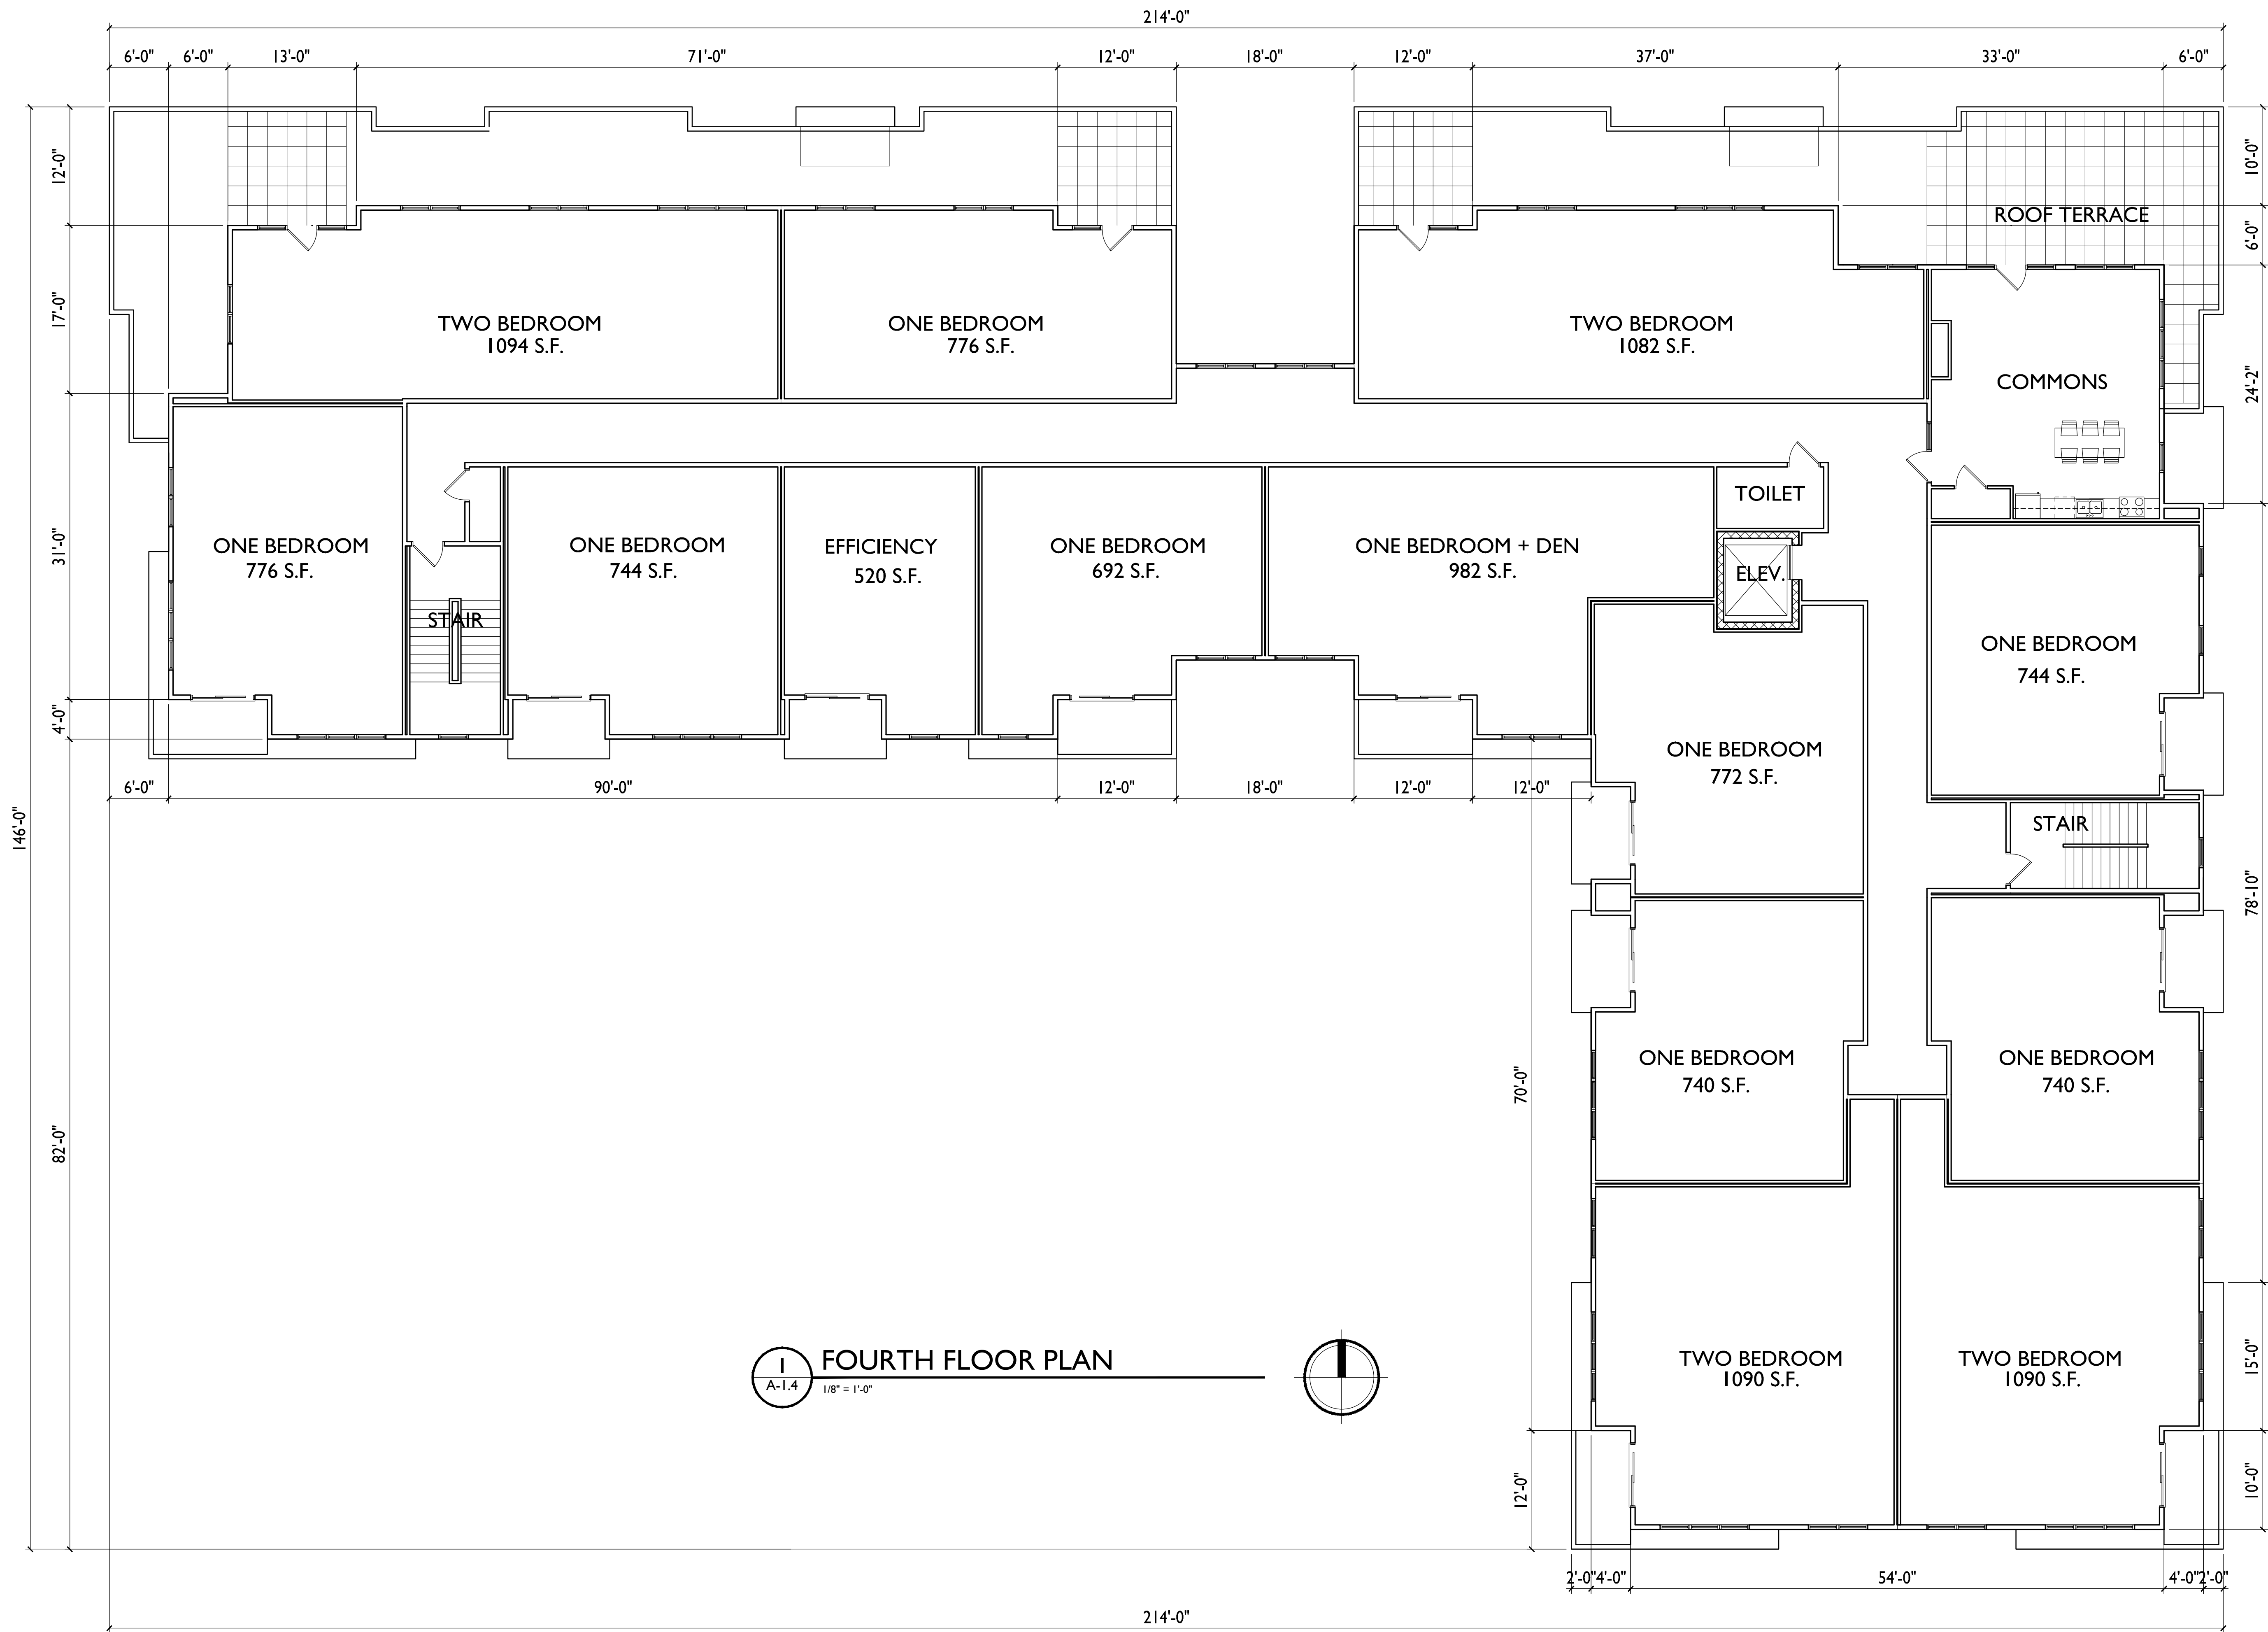 214'-0"
6'-0" 6'-0" 13'-0" 71'-0" 12'-0" 18'-0" 12'-0" 37'-0" 33'-0" 6'-0"
12'-0"
10'-0"
ROOF TERRACE
6'-0"
17'-0"
TWO BEDROOM
1094 S.F.
ONE BEDROOM
776 S.F.
TWO BEDROOM
1082 S.F.
COMMONS
24'-2"
TOILET
31'-0"
ONE BEDROOM
776 S.F.
STAIR
ONE BEDROOM
744 S.F.
EFFICIENCY
520 S.F.
ONE BEDROOM
692 S.F.
ONE BEDROOM + DEN
982 S.F.
ELEV.
ONE BEDROOM
744 S.F.
4'-0"
ONE BEDROOM
772 S.F.
6'-0" 90'-0" 12'-0" 18'-0" 12'-0" 12'-0"
146'-0"
STAIR
78'-10"
ONE BEDROOM
740 S.F.
ONE BEDROOM
740 S.F.
70'-0"
82'-0"
1
A-1.4
FOURTH FLOOR PLAN
1/8" = 1'-0"
TWO BEDROOM
1090 S.F.
TWO BEDROOM
1090 S.F.
15'-0"
12'-0"
10'-0"
2'-0" 4'-0" 54'-0" 4'-0" 2'-0"
214'-0"